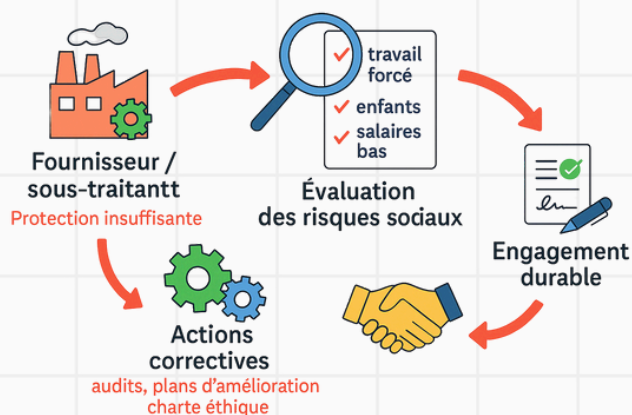 travail
forcé
enfants
salaires
bas
Fournisseur /
sous-traitantt
Protection insuffisante
Évaluation
des risques sodiaux
Engagement
durable
Actions
correctives
audits, plans d'amélioration
charte éthique